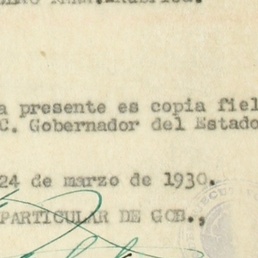 a presente es copia fiel
C. Gobernador del Estado
24 de marzo de 1930.
PARTICULAR DE GOB.,